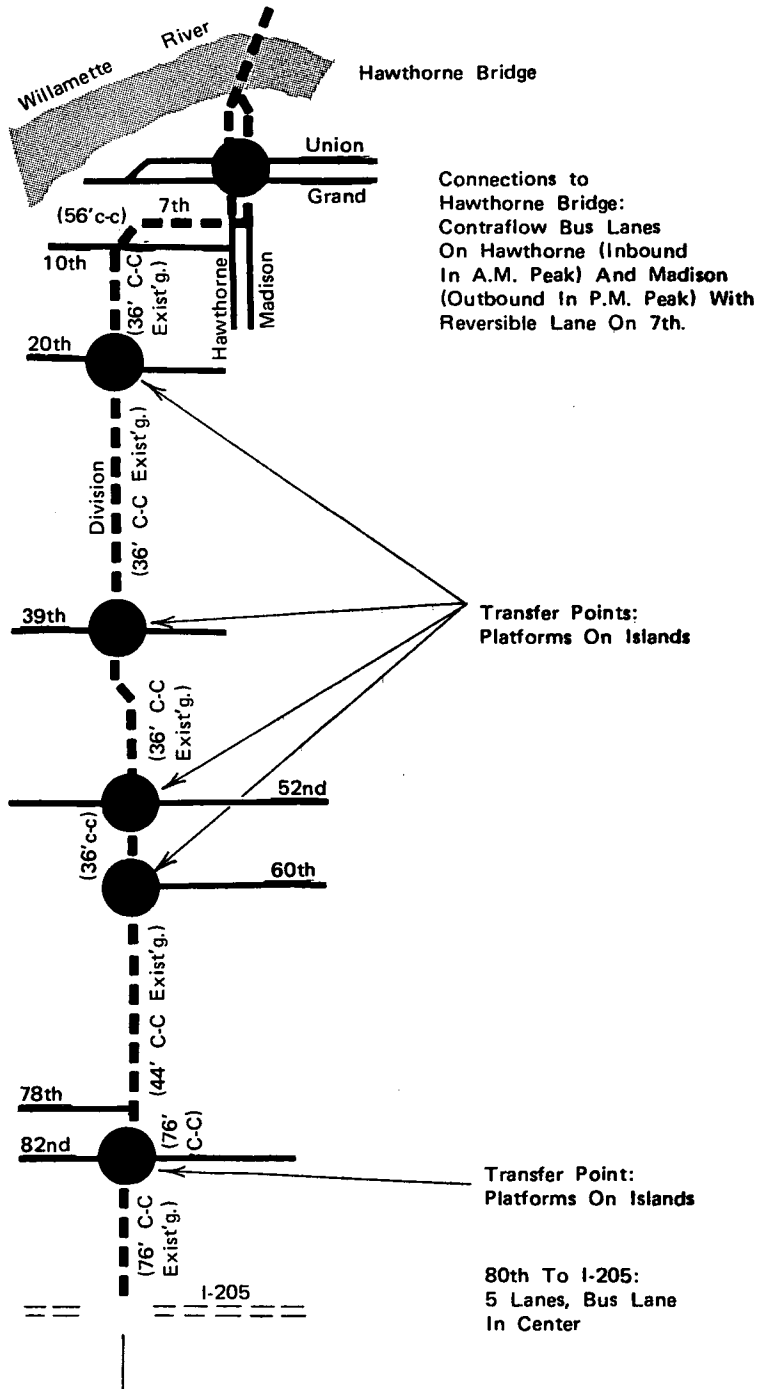 Willamette River
Hawthorne Bridge
Union
Grand
Connections to
Hawthorne Bridge:
Contraflow Bus Lanes
On Hawthorne (Inbound
In A.M. Peak) And Madison
(Outbound In P.M. Peak) With
Reversible Lane On 7th.
(56'c-c)
7th
10th
(36' C-C
Exist'g.)
Hawthorne
Madison
20th
Division
(36' C-C Exist'g.)
39th
Transfer Points:
Platforms On Islands
(36' C-C
Exist'g.)
52nd
(36'c-c)
60th
(44' C-C Exist'g.)
78th
(76'
C-C)
82nd
Transfer Point:
Platforms On Islands
(76' C-C
Exist'g.)
I-205
80th To I-205:
5 Lanes, Bus Lane
In Center